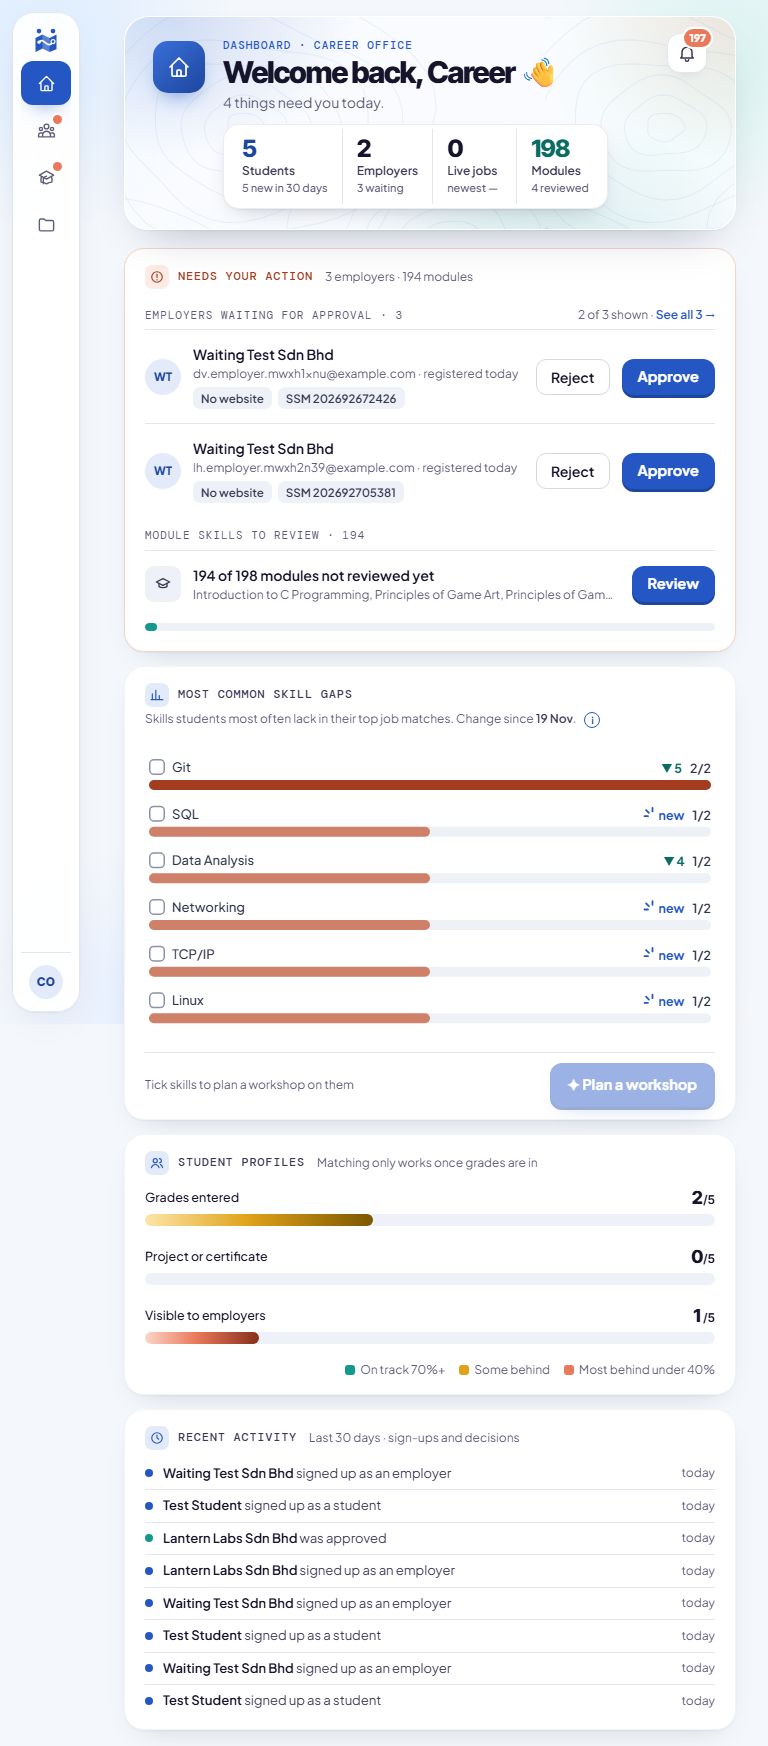 DASHBOARD · CAREER OFFICE
197
Welcome back, Career 👋
4 things need you today.
5
Students
5 new in 30 days
2
Employers
3 waiting
0
Live jobs
newest —
198
Modules
4 reviewed
NEEDS YOUR ACTION 3 employers · 194 modules
EMPLOYERS WAITING FOR APPROVAL · 3 2 of 3 shown · See all 3 →
WT
Waiting Test Sdn Bhd
dv.employer.mwxh1xnu@example.com · registered today
No website SSM 202692672426
Reject Approve
WT
Waiting Test Sdn Bhd
lh.employer.mwxh2n39@example.com · registered today
No website SSM 202692705381
Reject Approve
MODULE SKILLS TO REVIEW · 194
194 of 198 modules not reviewed yet
Introduction to C Programming, Principles of Game Art, Principles of Gam…
Review
MOST COMMON SKILL GAPS
Skills students most often lack in their top job matches. Change since 19 Nov. i
Git ▼5 2/2
SQL new 1/2
Data Analysis ▼4 1/2
Networking new 1/2
TCP/IP new 1/2
Linux new 1/2
CO
Tick skills to plan a workshop on them ✦ Plan a workshop
STUDENT PROFILES Matching only works once grades are in
Grades entered 2/5
Project or certificate 0/5
Visible to employers 1/5
On track 70%+ Some behind Most behind under 40%
RECENT ACTIVITY Last 30 days · sign-ups and decisions
Waiting Test Sdn Bhd signed up as an employer today
Test Student signed up as a student today
Lantern Labs Sdn Bhd was approved today
Lantern Labs Sdn Bhd signed up as an employer today
Waiting Test Sdn Bhd signed up as an employer today
Test Student signed up as a student today
Waiting Test Sdn Bhd signed up as an employer today
Test Student signed up as a student today